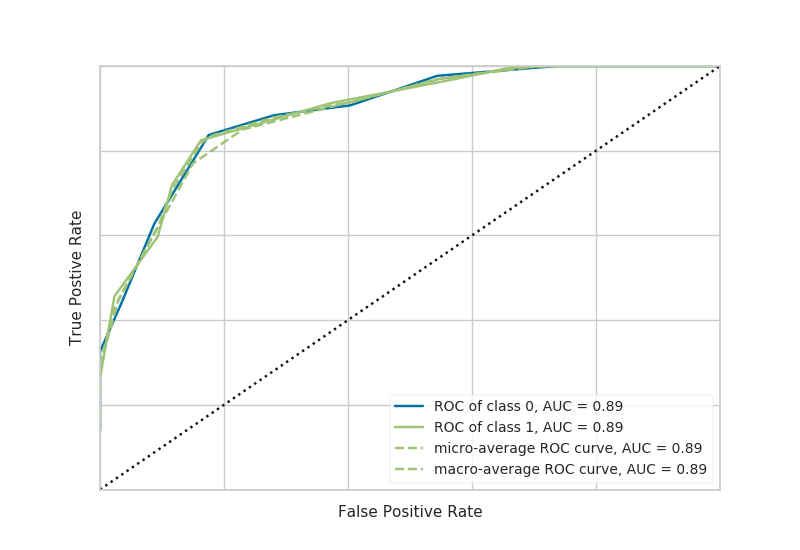 True Postive Rate
ROC of class 0, AUC = 0.89
ROC of class 1, AUC = 0.89
micro-average ROC curve, AUC = 0.89
macro-average ROC curve, AUC = 0.89
False Positive Rate